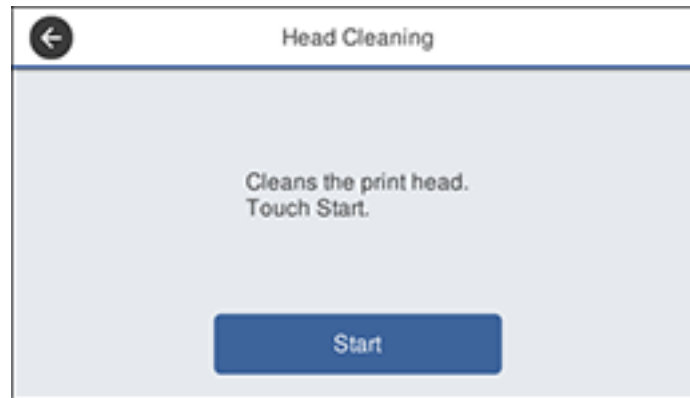 Head Cleaning
Cleans the print head.
Touch Start.
Start